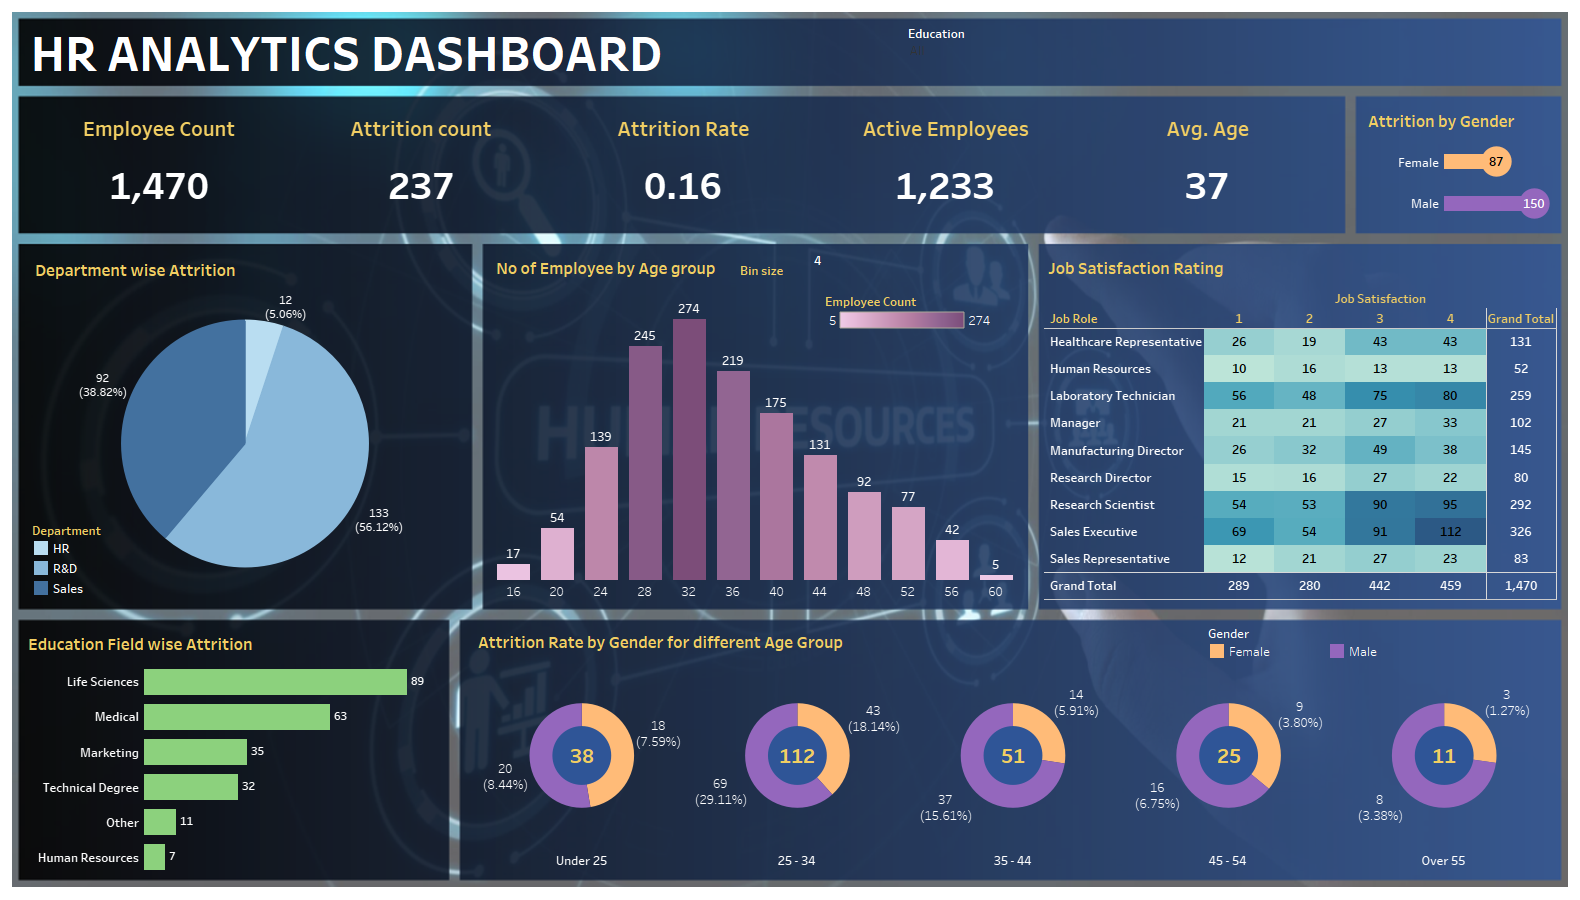 HR ANALYTICS DASHBOARD
Education
Employee Count
1,470
Attrition count
237
Attrition Rate
0.16
Active Employees
1,233
Avg. Age
37
Attrition by Gender
Female 87
Male 150
Department wise Attrition
12
(5.06%)
92
(38.82%)
133
(56.12%)
Department
HR
R&D
Sales
No of Employee by Age group
Bin size
4
Employee Count
5 274
17 54 139 245 274 219 175 131 92 77 42 5
16 20 24 28 32 36 40 44 48 52 56 60
Job Satisfaction Rating
Job Satisfaction
Job Role 1 2 3 4 Grand Total
Healthcare Representative 26 19 43 43 131
Human Resources 10 16 13 13 52
Laboratory Technician 56 48 75 80 259
Manager 21 21 27 33 102
Manufacturing Director 26 32 49 38 145
Research Director 15 16 27 22 80
Research Scientist 54 53 90 95 292
Sales Executive 69 54 91 112 326
Sales Representative 12 21 27 23 83
Grand Total 289 280 442 459 1,470
Education Field wise Attrition
Life Sciences 89
Medical 63
Marketing 35
Technical Degree 32
Other 11
Human Resources 7
Attrition Rate by Gender for different Age Group
Gender
Female
Male
18
(7.59%)
38
20
(8.44%)
Under 25
43
(18.14%)
112
69
(29.11%)
25 - 34
14
(5.91%)
51
37
(15.61%)
35 - 44
9
(3.80%)
25
16
(6.75%)
45 - 54
3
(1.27%)
11
8
(3.38%)
Over 55